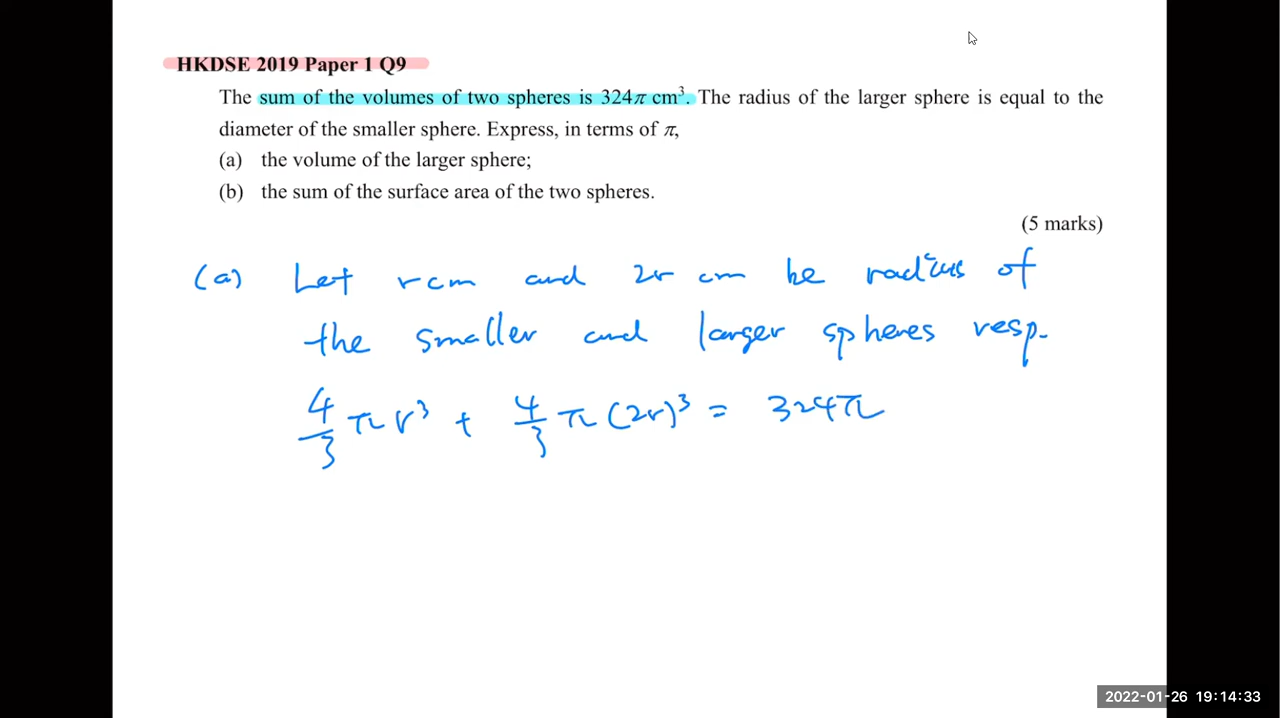 HKDSE 2019 Paper 1 Q9
The sum of the volumes of two spheres is 324π cm³. The radius of the larger sphere is equal to the
diameter of the smaller sphere. Express, in terms of π,
(a) the volume of the larger sphere;
(b) the sum of the surface area of the two spheres.
(5 marks)
(a) Let r cm and 2r cm be radius of
the smaller and larger spheres resp.
4/3 πr³ + 4/3 π(2r)³ = 324π
2022-01-26 19:14:33